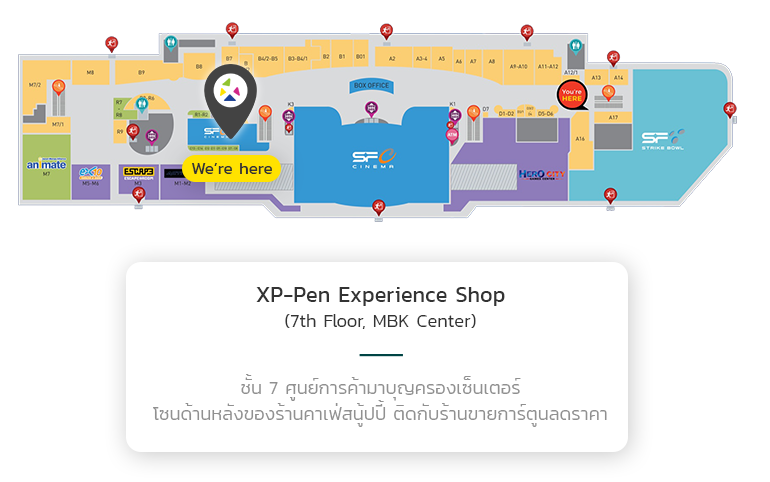 B7
B4/2-B5
B3-B4/1
B2
B1
B01
A2
A3-4
A5
A6
A7
A8
A9-A10
A11-A12
A12/1
A13
A14
M7/2
M8
B9
B8
B
BOX OFFICE
You're
HERE
R7
R8
R-R6
R1-R2
K3
K1
D7
D1-D2
D5-D6
A17
M7/1
R9
SF
CINEMA
SFC
CINEMA
ATM
SF
STRIKE BOWL
A16
animate
M7
M5-M6
ESCAPE
M3
M1-M2
We're here
HERO CITY
XP-Pen Experience Shop
(7th Floor, MBK Center)
ชั้น 7 ศูนย์การค้ามาบุญครองเซ็นเตอร์
โซนด้านหลังของร้านคาเฟ่สนู้ปปี้ ติดกับร้านขายการ์ตูนลดราคา